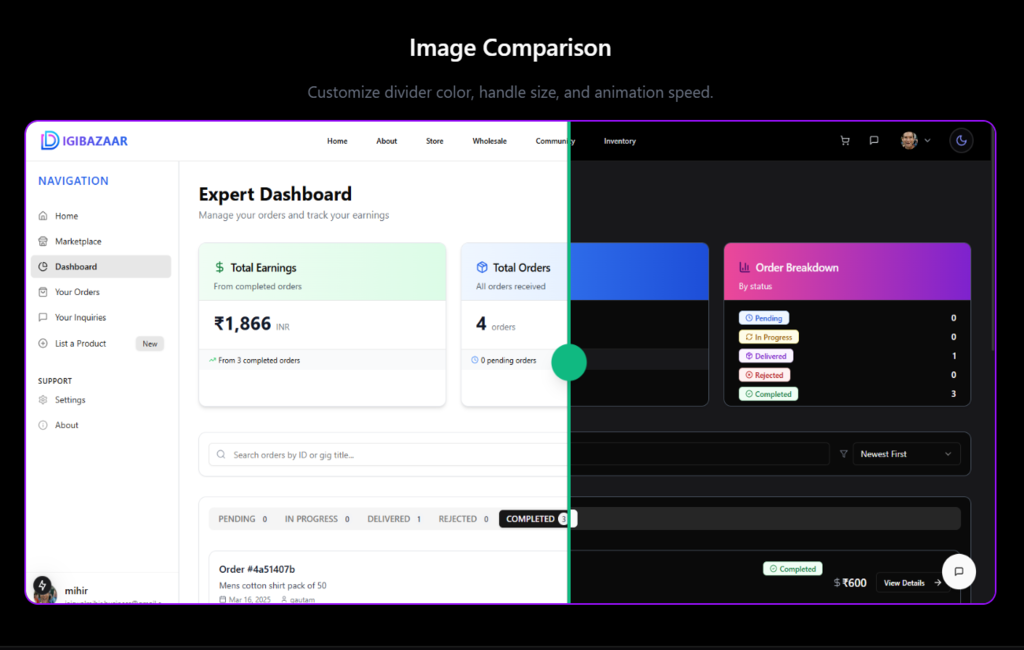 Image Comparison
Customize divider color, handle size, and animation speed.
DIGIBAZAAR
Home About Store Wholesale Community Inventory
NAVIGATION
Home
Marketplace
Dashboard
Your Orders
Your Inquiries
List a Product New
SUPPORT
Settings
About
mihir
Expert Dashboard
Manage your orders and track your earnings
Total Earnings
From completed orders
₹1,866 INR
From 3 completed orders
Total Orders
All orders received
4 orders
0 pending orders
Order Breakdown
By status
Pending 0
In Progress 0
Delivered 1
Rejected 0
Completed 3
Search orders by ID or gig title...
Newest First
PENDING 0 IN PROGRESS 0 DELIVERED 1 REJECTED 0 COMPLETED 3
Order #4a51407b
Mens cotton shirt pack of 50
Mar 16, 2025 gautam
Completed
$ ₹600
View Details